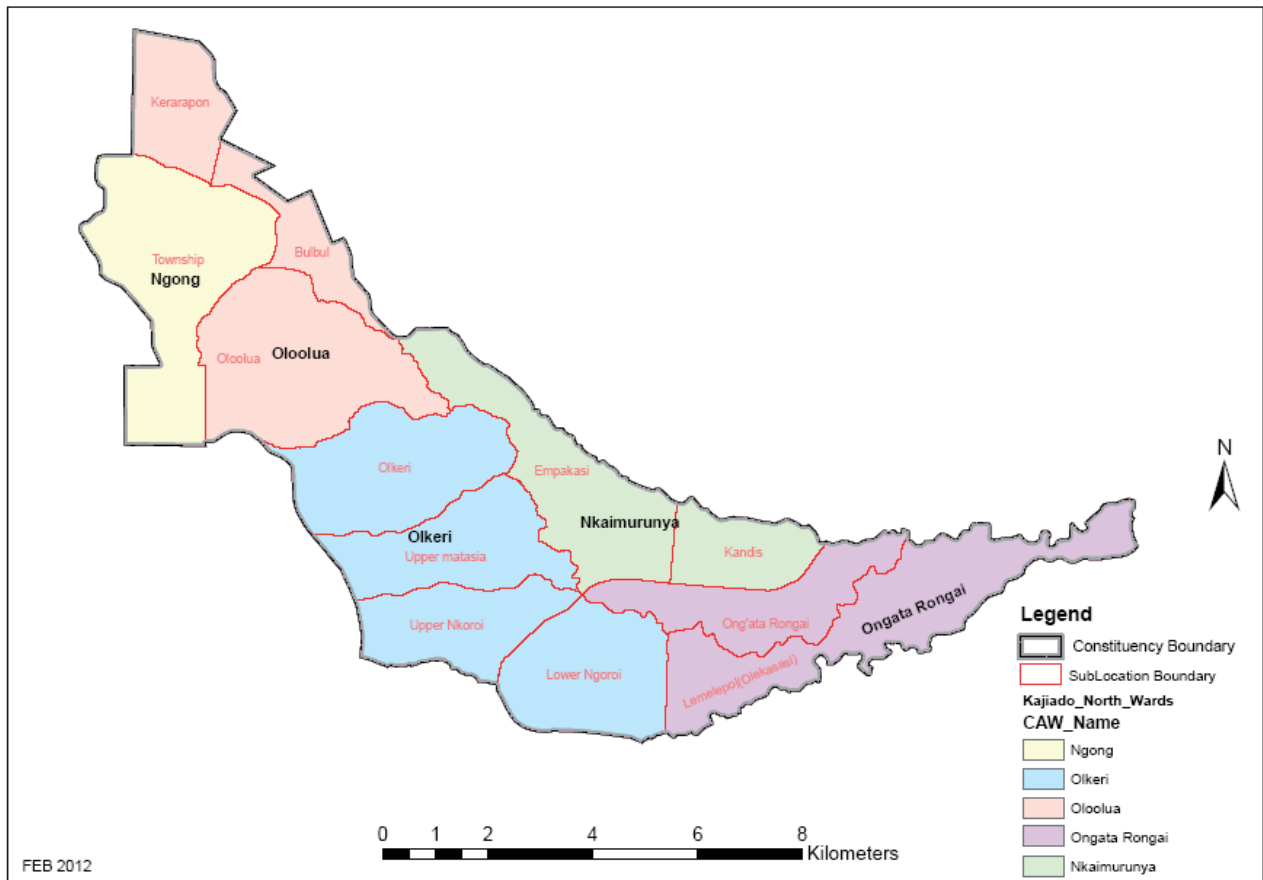 Kerarapon
Bulbul
Township
Ngong
Oloolua
Oloolua
Olkeri
Empakasi
Nkaimurunya
Olkeri
Upper matasia
Kandis
Upper Nkoroi
Ong'ata Rongai
Ongata Rongai
Lower Ngoroi
Lemelepol(Olekasasi)
N
Legend
Constituency Boundary
SubLocation Boundary
Kajiado_North_Wards
CAW_Name
Ngong
Olkeri
Oloolua
Ongata Rongai
Nkaimurunya
0 1 2 4 6 8
Kilometers
FEB 2012